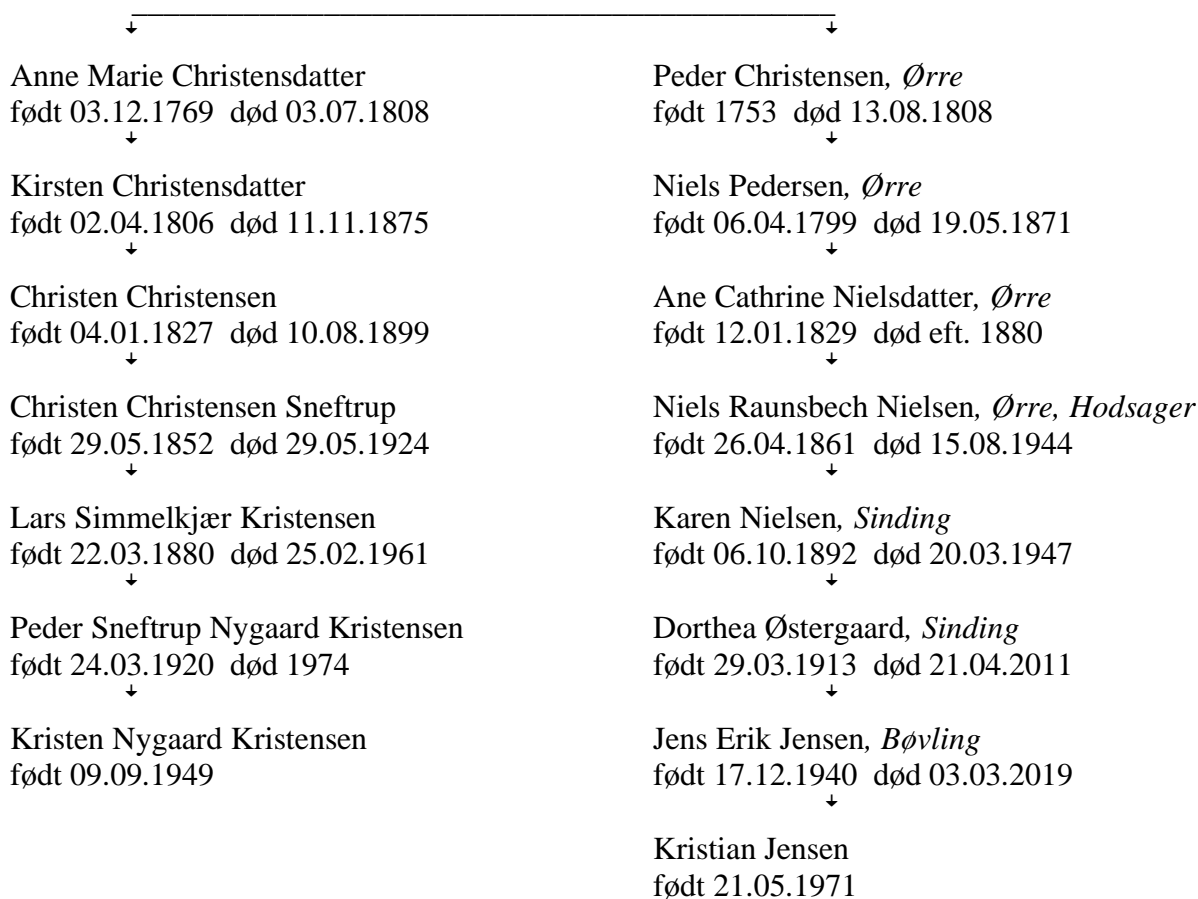 Anne Marie Christensdatter
født 03.12.1769 død 03.07.1808
Kirsten Christensdatter
født 02.04.1806 død 11.11.1875
Christen Christensen
født 04.01.1827 død 10.08.1899
Christen Christensen Sneftrup
født 29.05.1852 død 29.05.1924
Lars Simmelkjær Kristensen
født 22.03.1880 død 25.02.1961
Peder Sneftrup Nygaard Kristensen
født 24.03.1920 død 1974
Kristen Nygaard Kristensen
født 09.09.1949
Peder Christensen, Ørre
født 1753 død 13.08.1808
Niels Pedersen, Ørre
født 06.04.1799 død 19.05.1871
Ane Cathrine Nielsdatter, Ørre
født 12.01.1829 død eft. 1880
Niels Raunsbech Nielsen, Ørre, Hodsager
født 26.04.1861 død 15.08.1944
Karen Nielsen, Sinding
født 06.10.1892 død 20.03.1947
Dorthea Østergaard, Sinding
født 29.03.1913 død 21.04.2011
Jens Erik Jensen, Bøvling
født 17.12.1940 død 03.03.2019
Kristian Jensen
født 21.05.1971